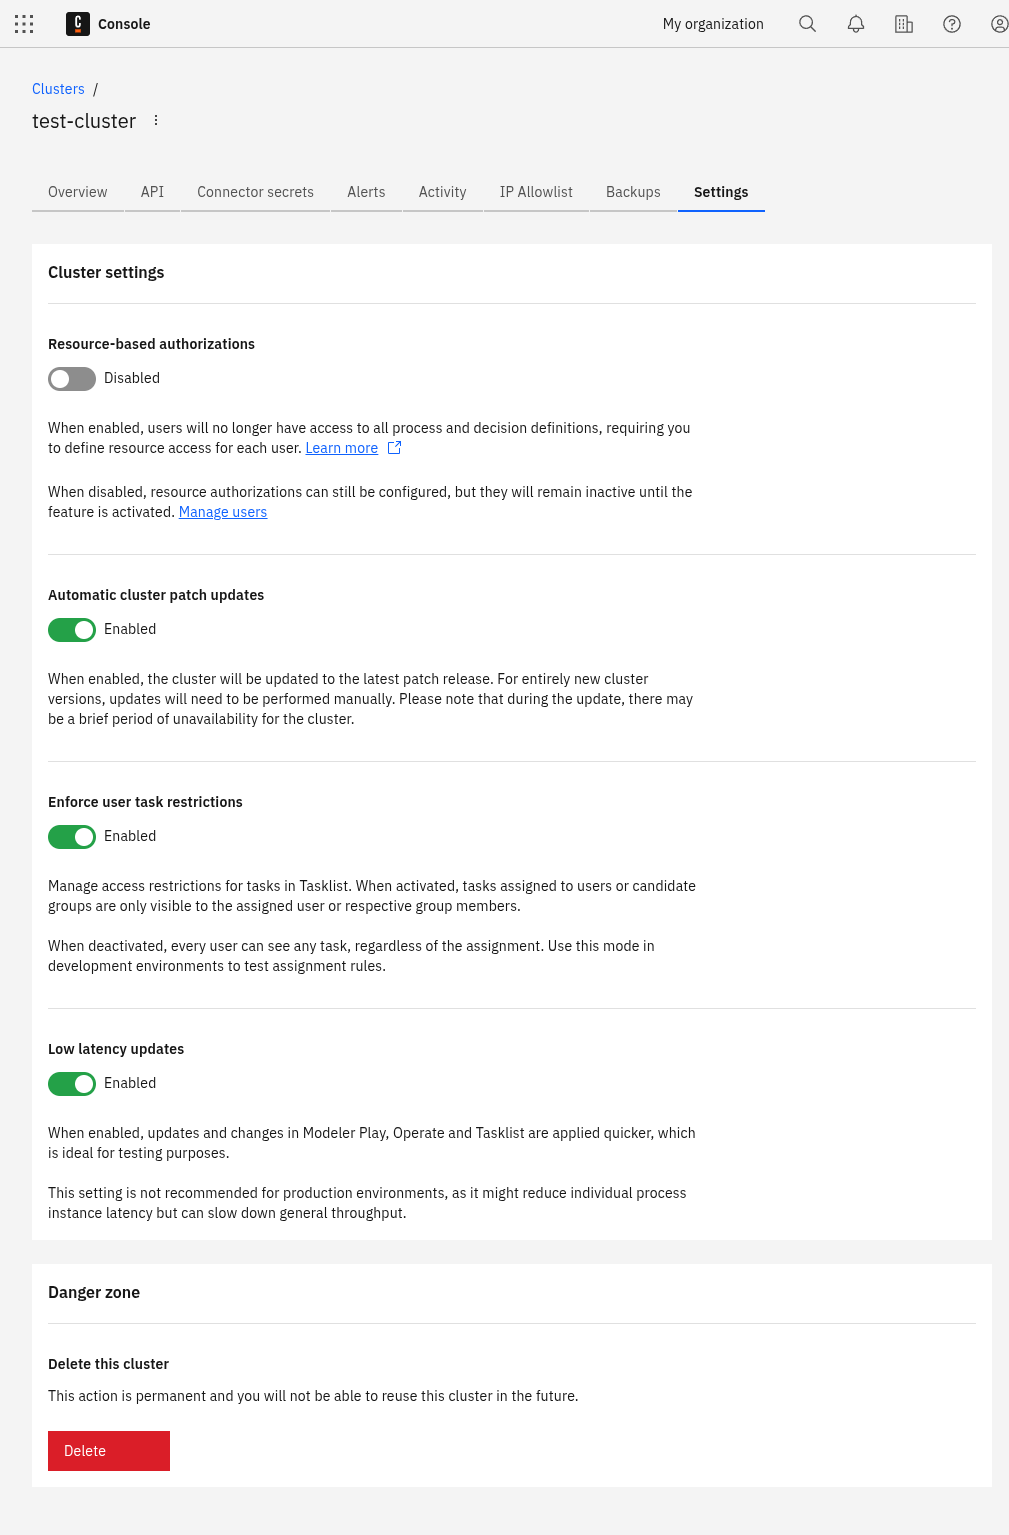 C Console My organization
Clusters /
test-cluster
Overview API Connector secrets Alerts Activity IP Allowlist Backups Settings
Cluster settings
Resource-based authorizations
Disabled
When enabled, users will no longer have access to all process and decision definitions, requiring you
to define resource access for each user. Learn more
When disabled, resource authorizations can still be configured, but they will remain inactive until the
feature is activated. Manage users
Automatic cluster patch updates
Enabled
When enabled, the cluster will be updated to the latest patch release. For entirely new cluster
versions, updates will need to be performed manually. Please note that during the update, there may
be a brief period of unavailability for the cluster.
Enforce user task restrictions
Enabled
Manage access restrictions for tasks in Tasklist. When activated, tasks assigned to users or candidate
groups are only visible to the assigned user or respective group members.
When deactivated, every user can see any task, regardless of the assignment. Use this mode in
development environments to test assignment rules.
Low latency updates
Enabled
When enabled, updates and changes in Modeler Play, Operate and Tasklist are applied quicker, which
is ideal for testing purposes.
This setting is not recommended for production environments, as it might reduce individual process
instance latency but can slow down general throughput.
Danger zone
Delete this cluster
This action is permanent and you will not be able to reuse this cluster in the future.
Delete